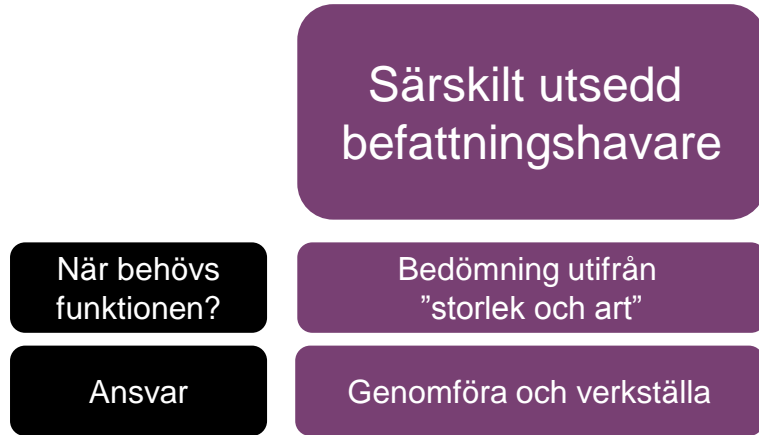 Särskilt utsedd
befattningshavare
När behövs
funktionen?
Bedömning utifrån
”storlek och art”
Ansvar
Genomföra och verkställa